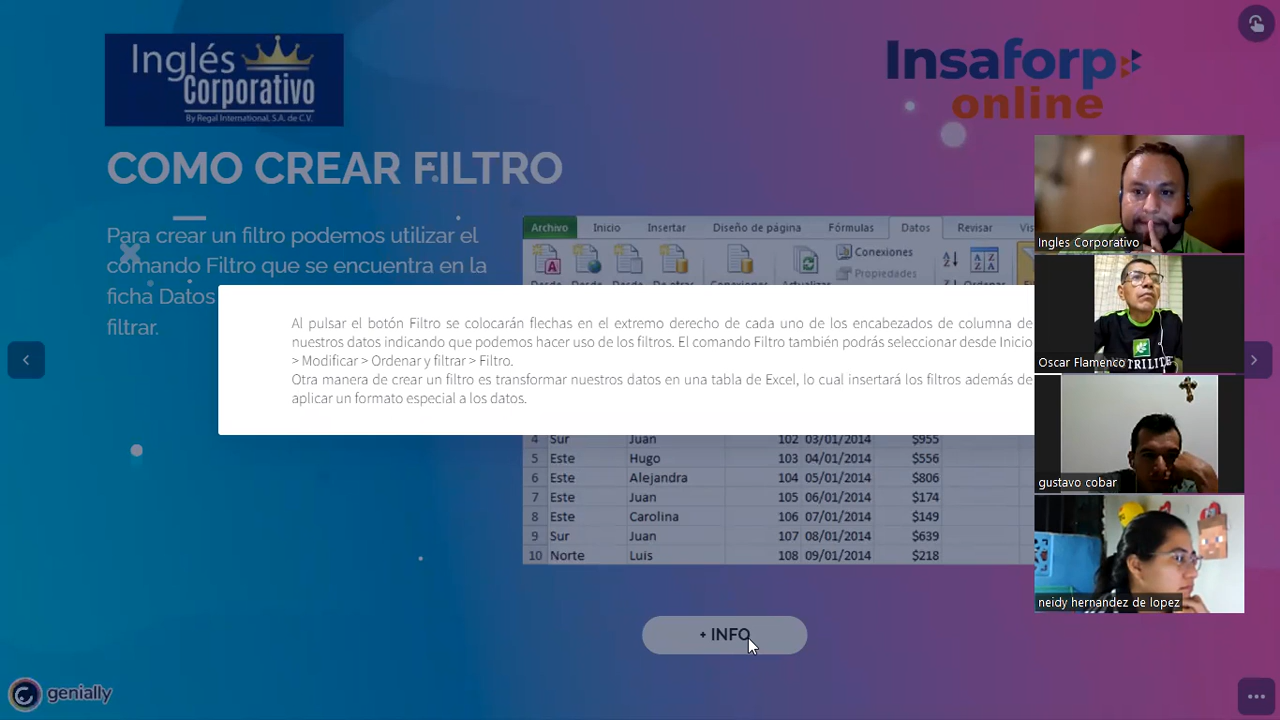 Inglés
Corporativo
By Regal International, S.A. de C.V.
Insaforp
online
COMO CREAR FILTRO
Para crear un filtro podemos utilizar el
comando Filtro que se encuentra en la
ficha Datos
filtrar.
Archivo Inicio Insertar Diseño de página Fórmulas Datos Revisar
Conexiones
Propiedades
Al pulsar el botón Filtro se colocarán flechas en el extremo derecho de cada uno de los encabezados de columna de
nuestros datos indicando que podemos hacer uso de los filtros. El comando Filtro también podrás seleccionar desde Inicio
> Modificar > Ordenar y filtrar > Filtro.
Otra manera de crear un filtro es transformar nuestros datos en una tabla de Excel, lo cual insertará los filtros además de
aplicar un formato especial a los datos.
4 Sur Juan 102 03/01/2014 $955
5 Este Hugo 103 04/01/2014 $556
6 Este Alejandra 104 05/01/2014 $806
7 Este Juan 105 06/01/2014 $174
8 Este Carolina 106 07/01/2014 $149
9 Sur Juan 107 08/01/2014 $639
10 Norte Luis 108 09/01/2014 $218
+ INFO
genially
Ingles Corporativo
Oscar Flamenco
gustavo cobar
neidy hernandez de lopez